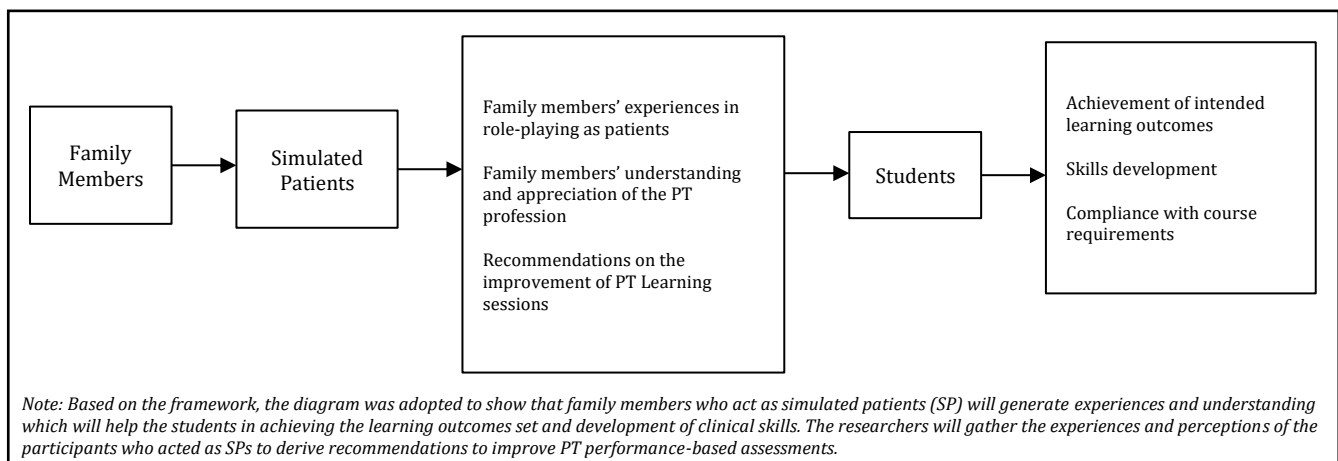 Family
Members
Simulated
Patients
Family members’ experiences in
role-playing as patients
Family members’ understanding
and appreciation of the PT
profession
Recommendations on the
improvement of PT Learning
sessions
Students
Achievement of intended
learning outcomes
Skills development
Compliance with course
requirements
Note: Based on the framework, the diagram was adopted to show that family members who act as simulated patients (SP) will generate experiences and understanding
which will help the students in achieving the learning outcomes set and development of clinical skills. The researchers will gather the experiences and perceptions of the
participants who acted as SPs to derive recommendations to improve PT performance-based assessments.